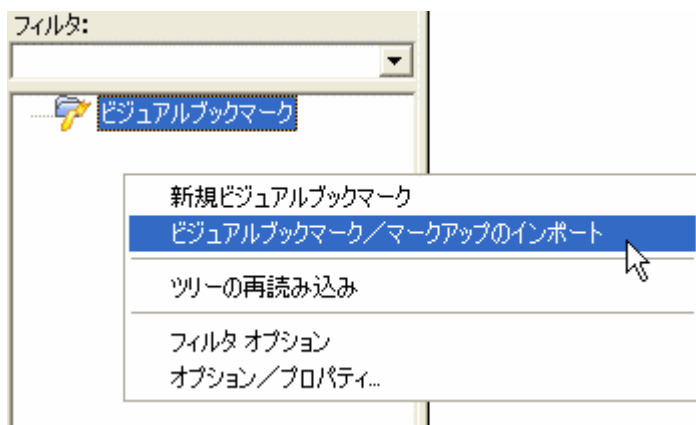 フィルタ:
ビジュアルブックマーク
新規ビジュアルブックマーク
ビジュアルブックマーク／マークアップのインポート
ツリーの再読み込み
フィルタ オプション
オプション／プロパティ...